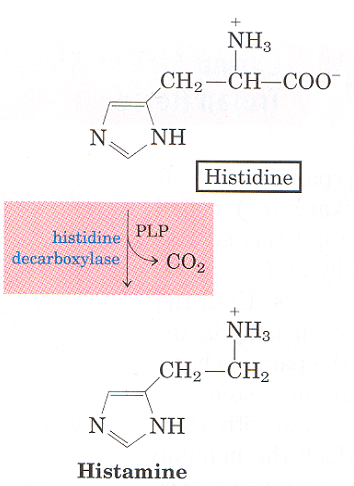 +
NH3
CH2—CH—COO−
N NH
Histidine
histidine decarboxylase
PLP
CO2
+
NH3
CH2—CH2
N NH
Histamine